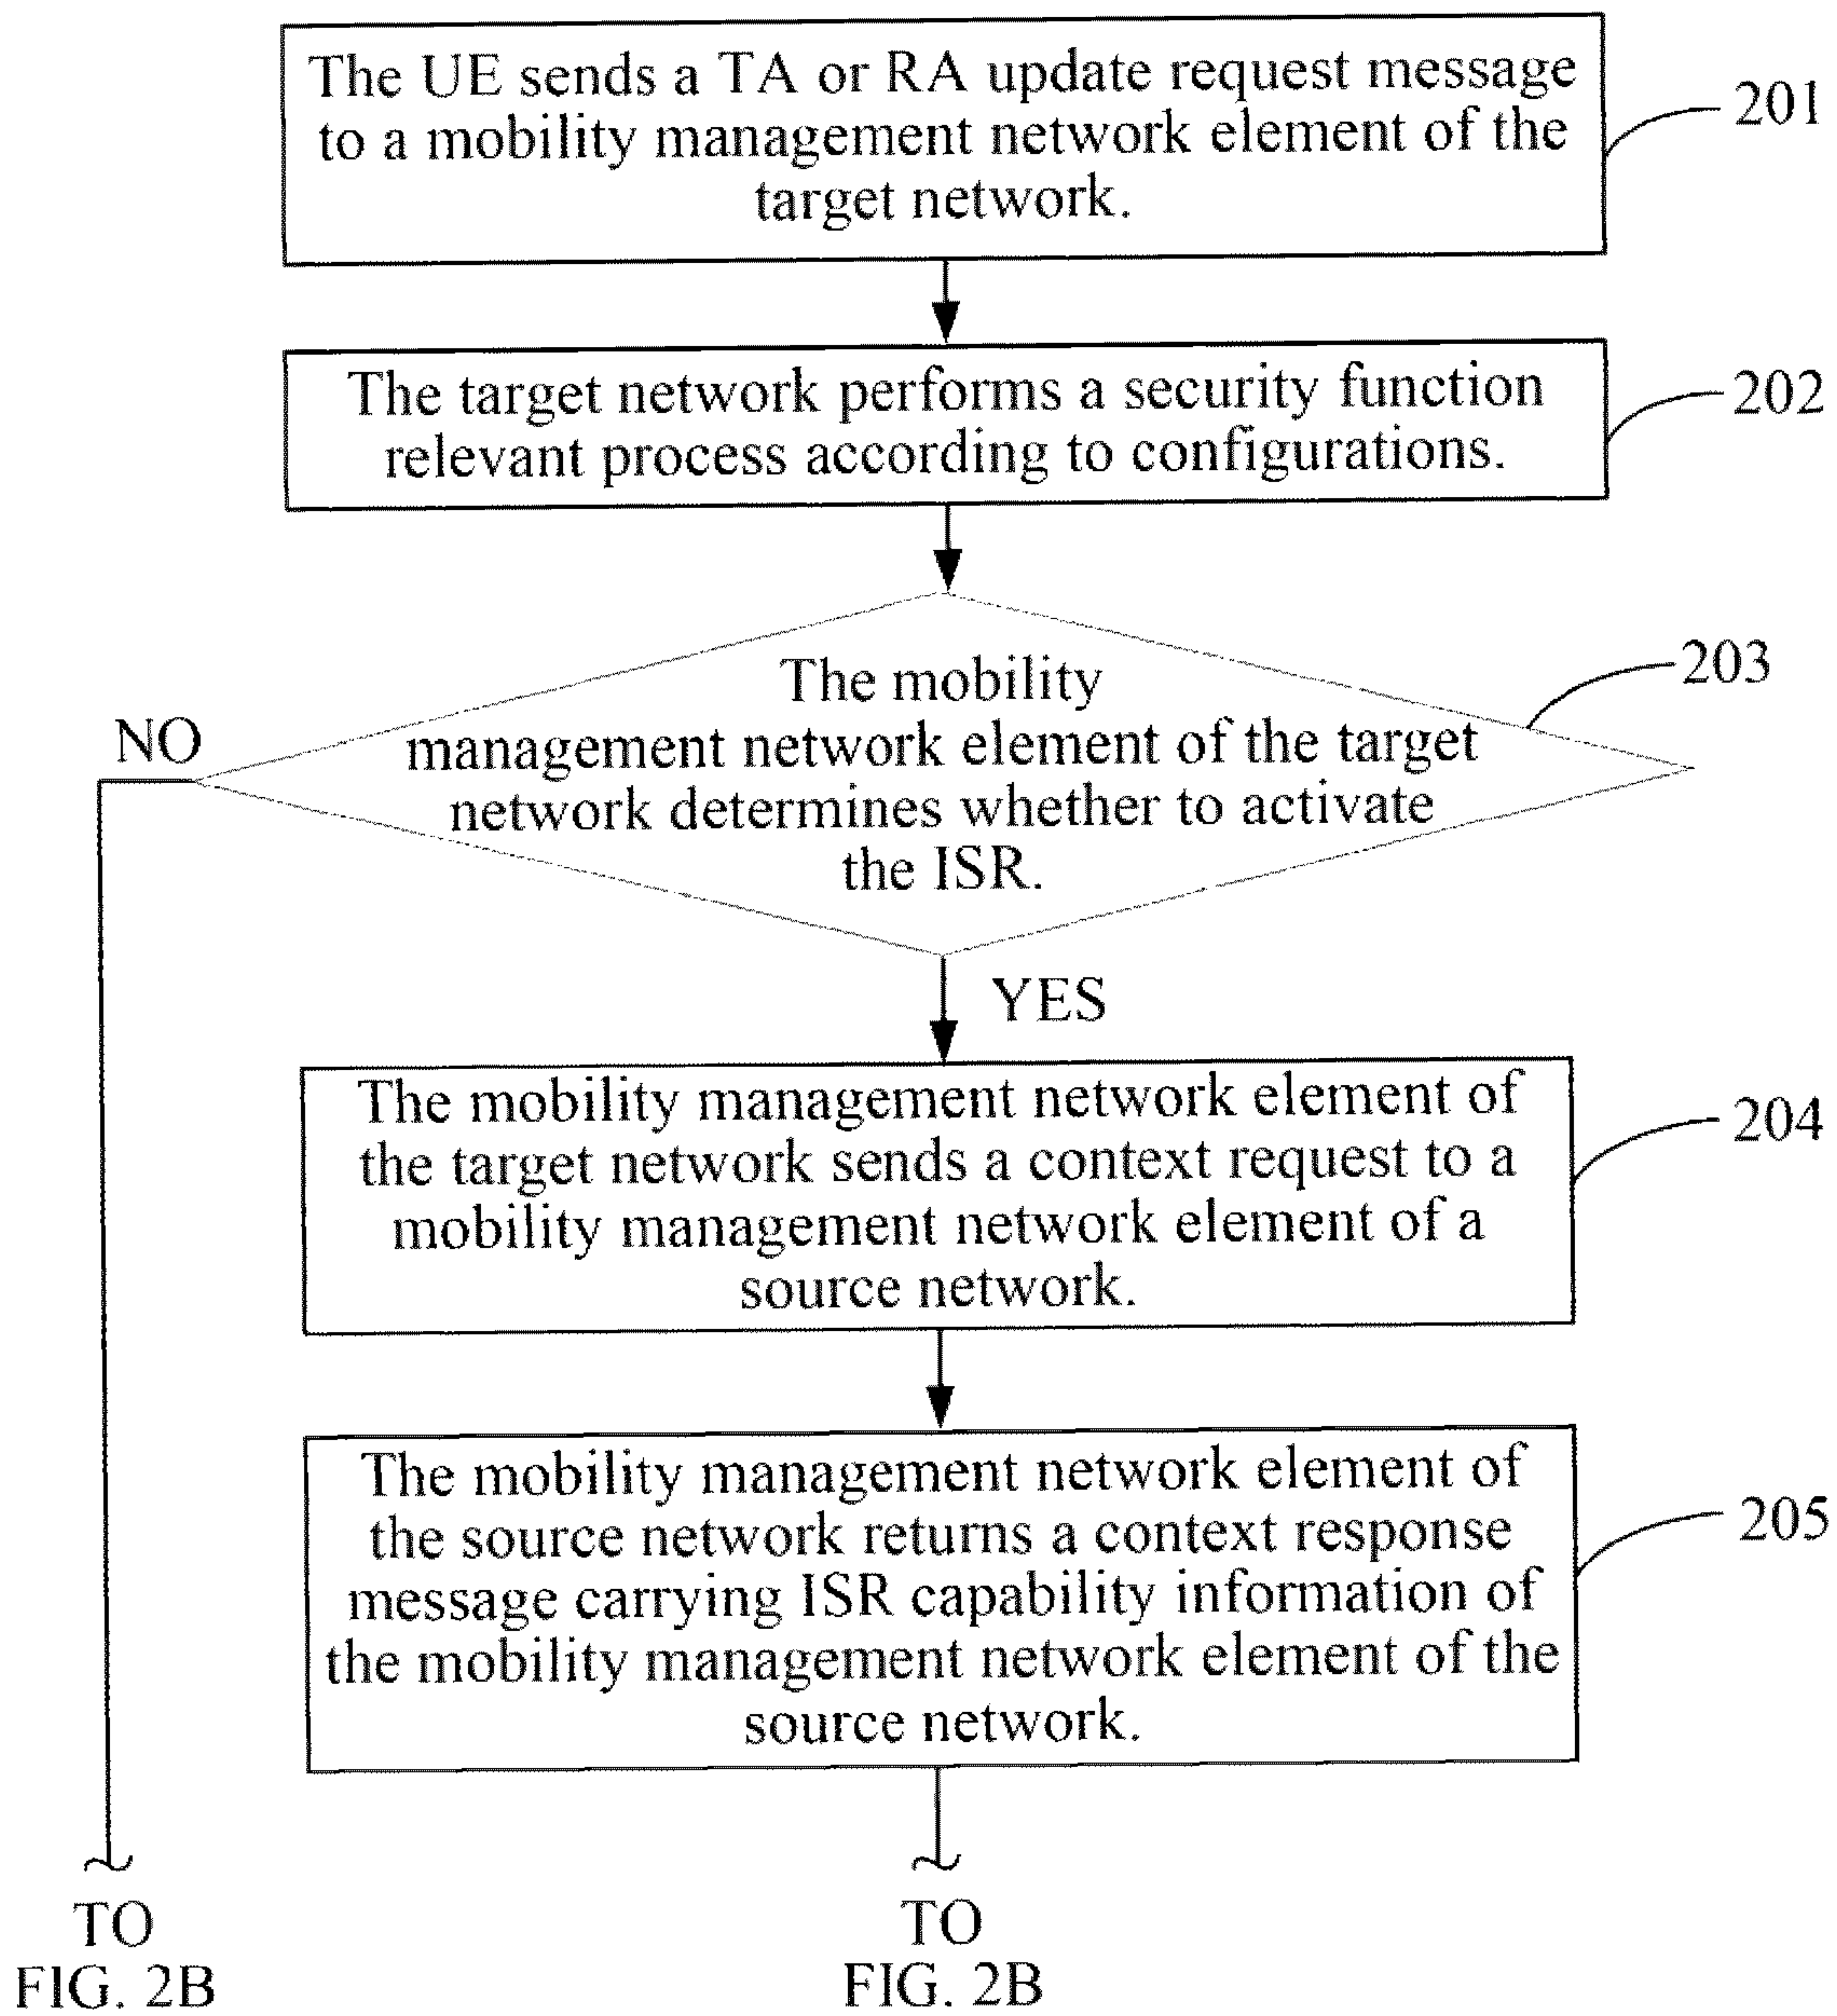 The UE sends a TA or RA update request message
to a mobility management network element of the
target network.
201
The target network performs a security function
relevant process according to configurations.
202
The mobility
management network element of the target
network determines whether to activate
the ISR.
203
NO
YES
The mobility management network element of
the target network sends a context request to a
mobility management network element of a
source network.
204
The mobility management network element of
the source network returns a context response
message carrying ISR capability information of
the mobility management network element of the
source network.
205
TO
FIG. 2B
TO
FIG. 2B